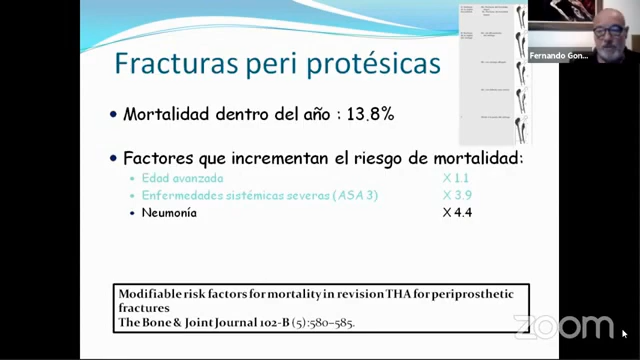 Fracturas peri protésicas
Fernando Gon...
Mortalidad dentro del año : 13.8%
Factores que incrementan el riesgo de mortalidad:
Edad avanzada X 1.1
Enfermedades sistémicas severas ( ASA 3) X 3.9
Neumonía X 4.4
Modifiable risk factors for mortality in revision THA for periprosthetic
fractures
The Bone & Joint Journal 102-B (5):580–585.
zoom